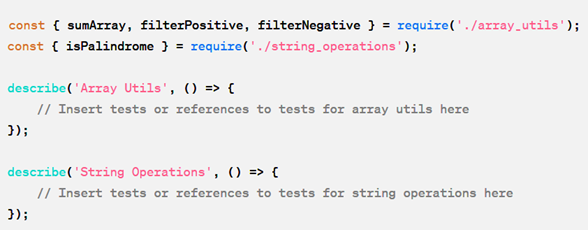 const { sumArray, filterPositive, filterNegative } = require('./array_utils');
const { isPalindrome } = require('./string_operations');
describe('Array Utils', () => {
// Insert tests or references to tests for array utils here
});
describe('String Operations', () => {
// Insert tests or references to tests for string operations here
});